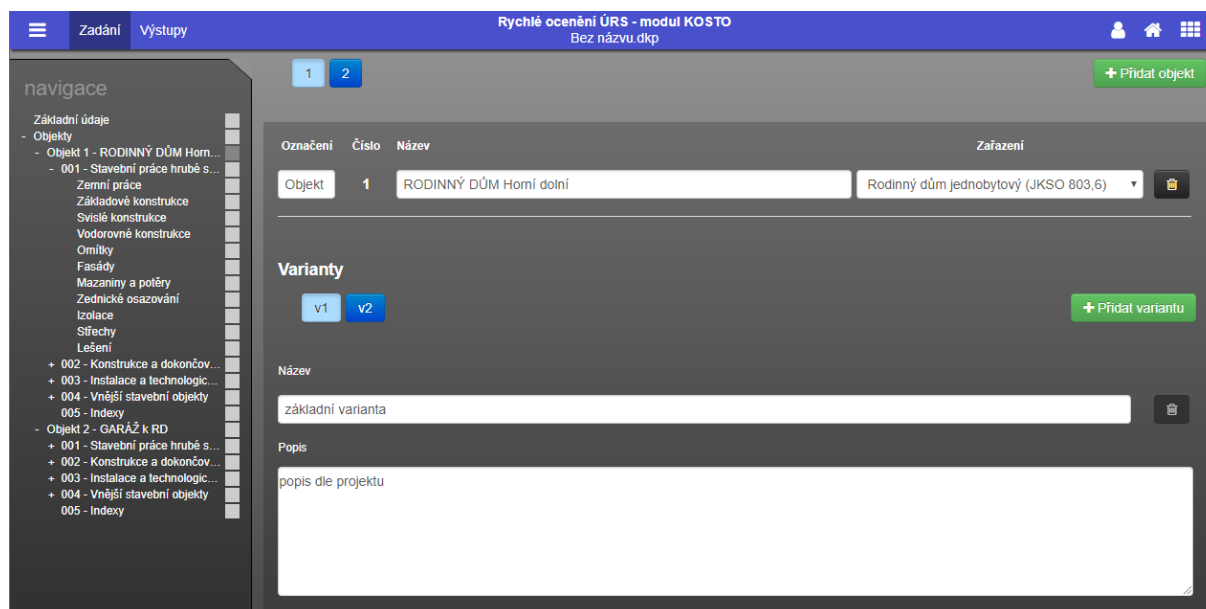 Zadání Výstupy
Rychlé ocenění ÚRS - modul KOSTO
Bez názvu.dkp
navigace
Základní údaje
- Objekty
- Objekt 1 - RODINNÝ DŮM Horn...
- 001 - Stavební práce hrubé s...
Zemní práce
Základové konstrukce
Svislé konstrukce
Vodorovné konstrukce
Omítky
Fasády
Mazaniny a potěry
Zednické osazování
Izolace
Střechy
Lešení
+ 002 - Konstrukce a dokončov...
+ 003 - Instalace a technologic...
+ 004 - Vnější stavební objekty
005 - Indexy
- Objekt 2 - GARÁŽ k RD
+ 001 - Stavební práce hrubé s...
+ 002 - Konstrukce a dokončov...
+ 003 - Instalace a technologic...
+ 004 - Vnější stavební objekty
005 - Indexy
1 2
+ Přidat objekt
Označení Číslo Název Zařazení
Objekt 1 RODINNÝ DŮM Horní dolní Rodinný dům jednobytový (JKSO 803,6)
Varianty
v1 v2
+ Přidat variantu
Název
základní varianta
Popis
popis dle projektu